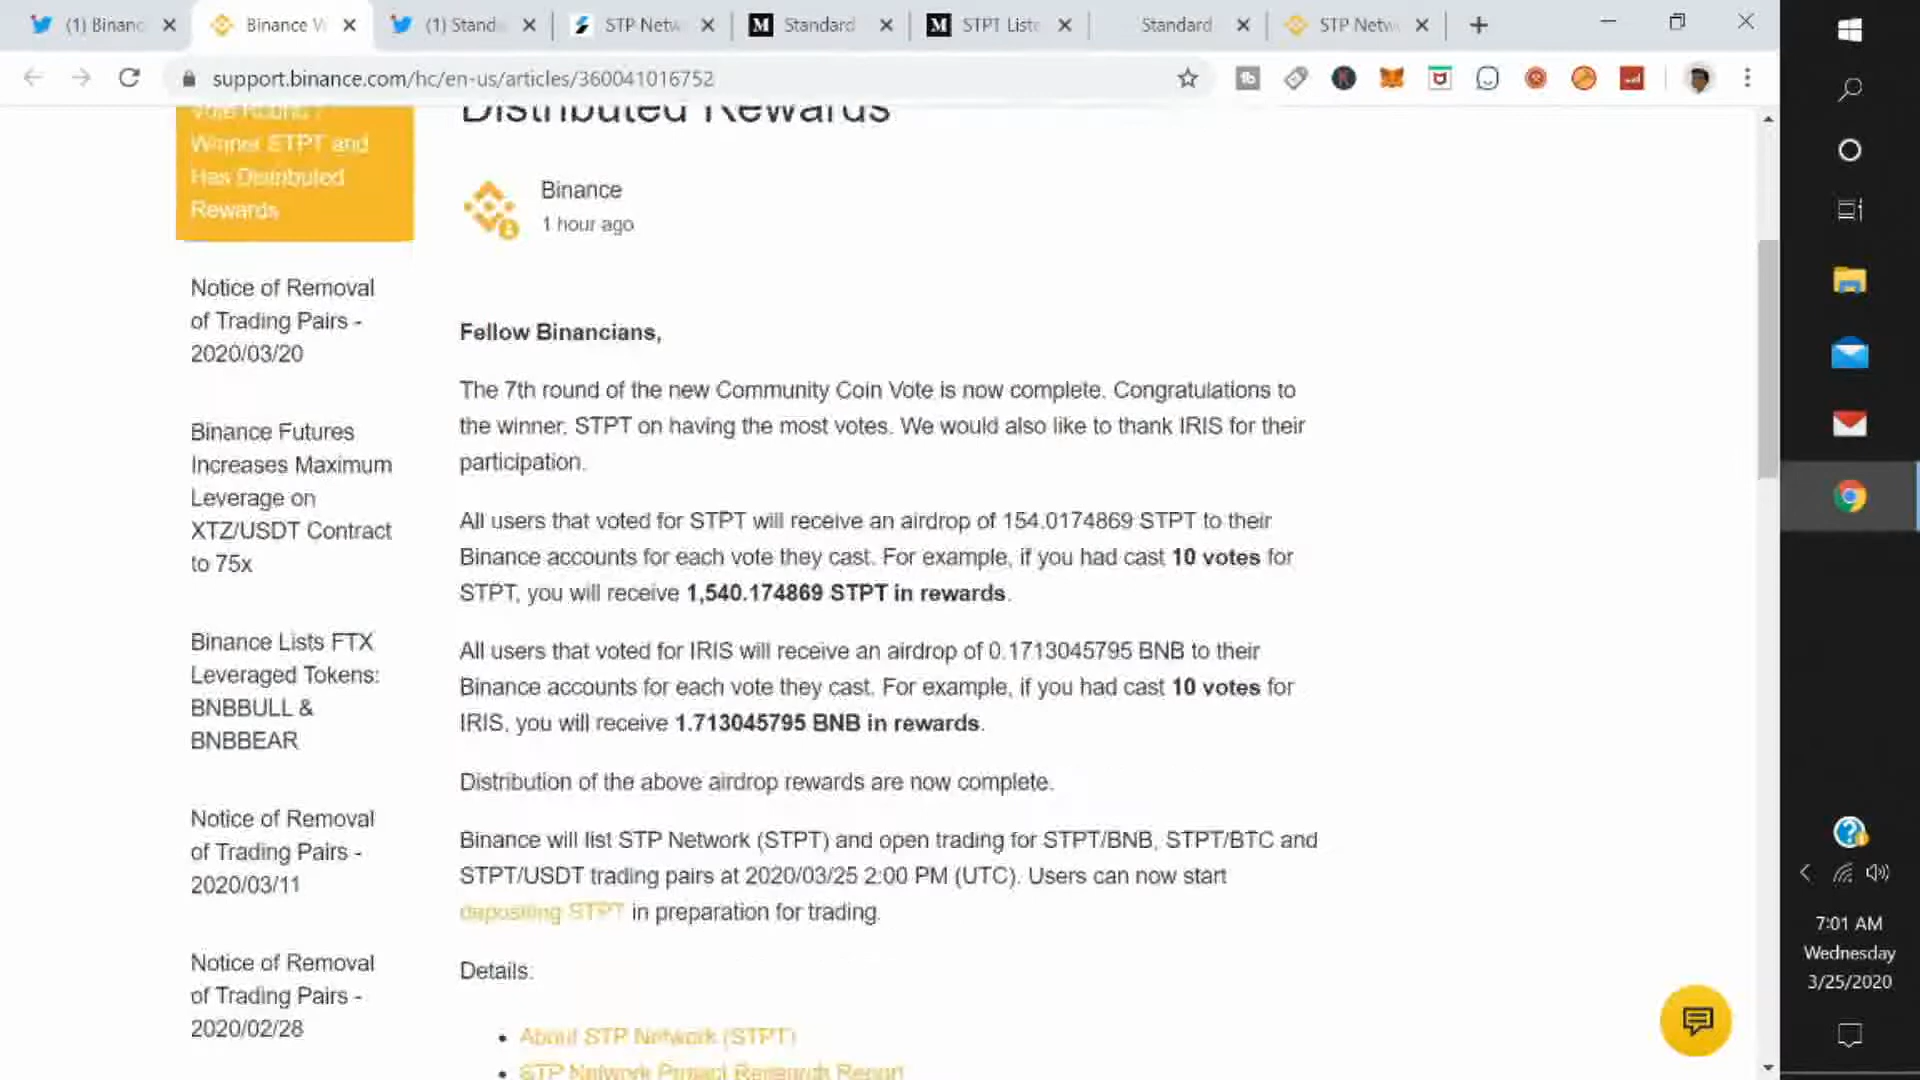 (1) Binanc
Binance V
(1) Stand
STP Netw
Standard
STPT Liste
Standard
STP Netw
support.binance.com/hc/en-us/articles/360041016752
Distributed Rewards
Vote Round 7
Winner STPT and
Has Distributed
Rewards
Notice of Removal
of Trading Pairs -
2020/03/20
Binance Futures
Increases Maximum
Leverage on
XTZ/USDT Contract
to 75x
Binance Lists FTX
Leveraged Tokens:
BNBBULL &
BNBBEAR
Notice of Removal
of Trading Pairs -
2020/03/11
Notice of Removal
of Trading Pairs -
2020/02/28
Binance
1 hour ago
Fellow Binancians,
The 7th round of the new Community Coin Vote is now complete. Congratulations to
the winner, STPT on having the most votes. We would also like to thank IRIS for their
participation.
All users that voted for STPT will receive an airdrop of 154.0174869 STPT to their
Binance accounts for each vote they cast. For example, if you had cast 10 votes for
STPT, you will receive 1,540.174869 STPT in rewards.
All users that voted for IRIS will receive an airdrop of 0.1713045795 BNB to their
Binance accounts for each vote they cast. For example, if you had cast 10 votes for
IRIS, you will receive 1.713045795 BNB in rewards.
Distribution of the above airdrop rewards are now complete.
Binance will list STP Network (STPT) and open trading for STPT/BNB, STPT/BTC and
STPT/USDT trading pairs at 2020/03/25 2:00 PM (UTC). Users can now start
depositing STPT in preparation for trading.
Details:
• About STP Network (STPT)
• STP Network Project Research Report
7:01 AM
Wednesday
3/25/2020